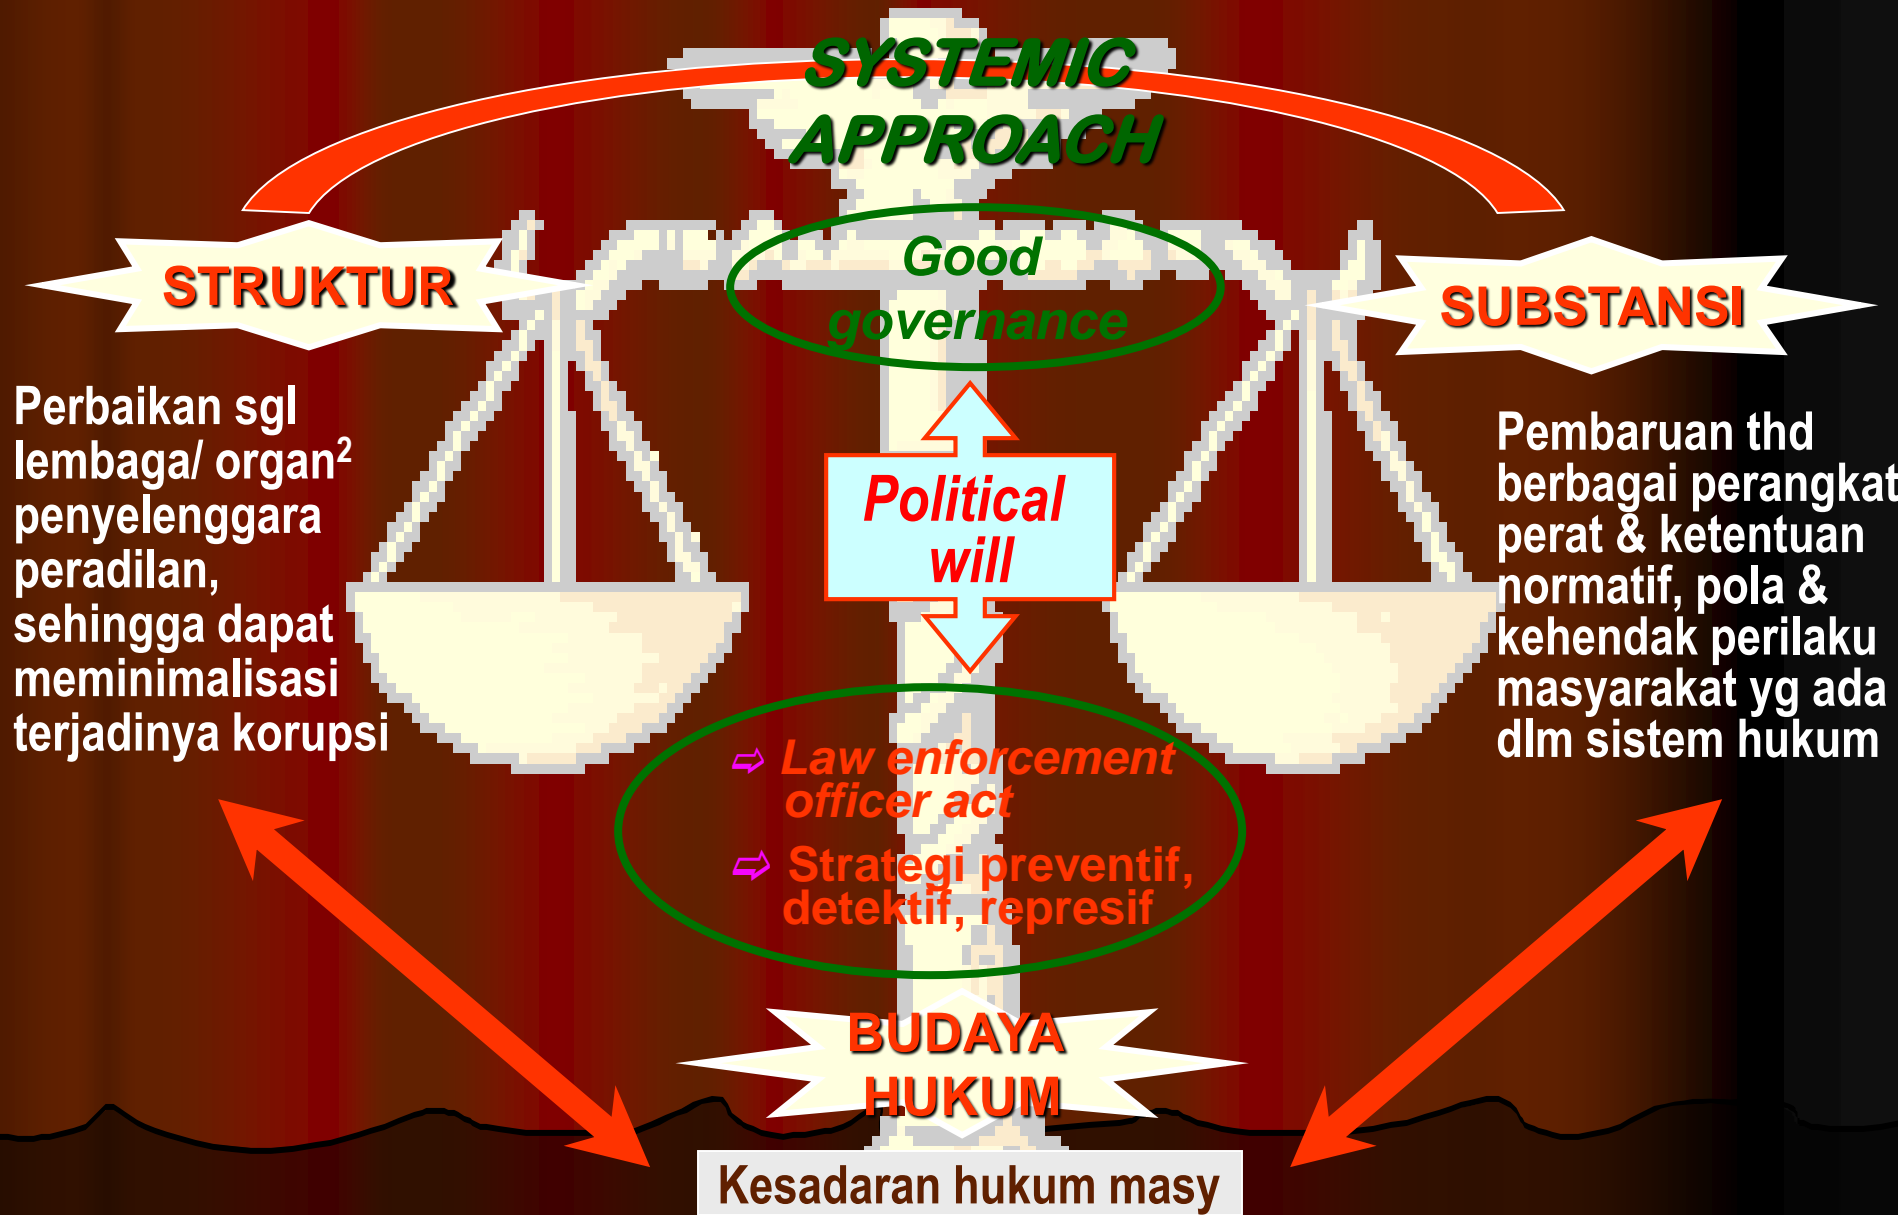 SYSTEMIC
APPROACH
STRUKTUR
Good
governance
SUBSTANSI
Perbaikan sgl
lembaga/ organ²
penyelenggara
peradilan,
sehingga dapat
meminimalisasi
terjadinya korupsi
Political
will
Pembaruan thd
berbagai perangkat
perat & ketentuan
normatif, pola &
kehendak perilaku
masyarakat yg ada
dlm sistem hukum
➩ Law enforcement
officer act
➩ Strategi preventif,
detektif, represif
BUDAYA
HUKUM
Kesadaran hukum masy